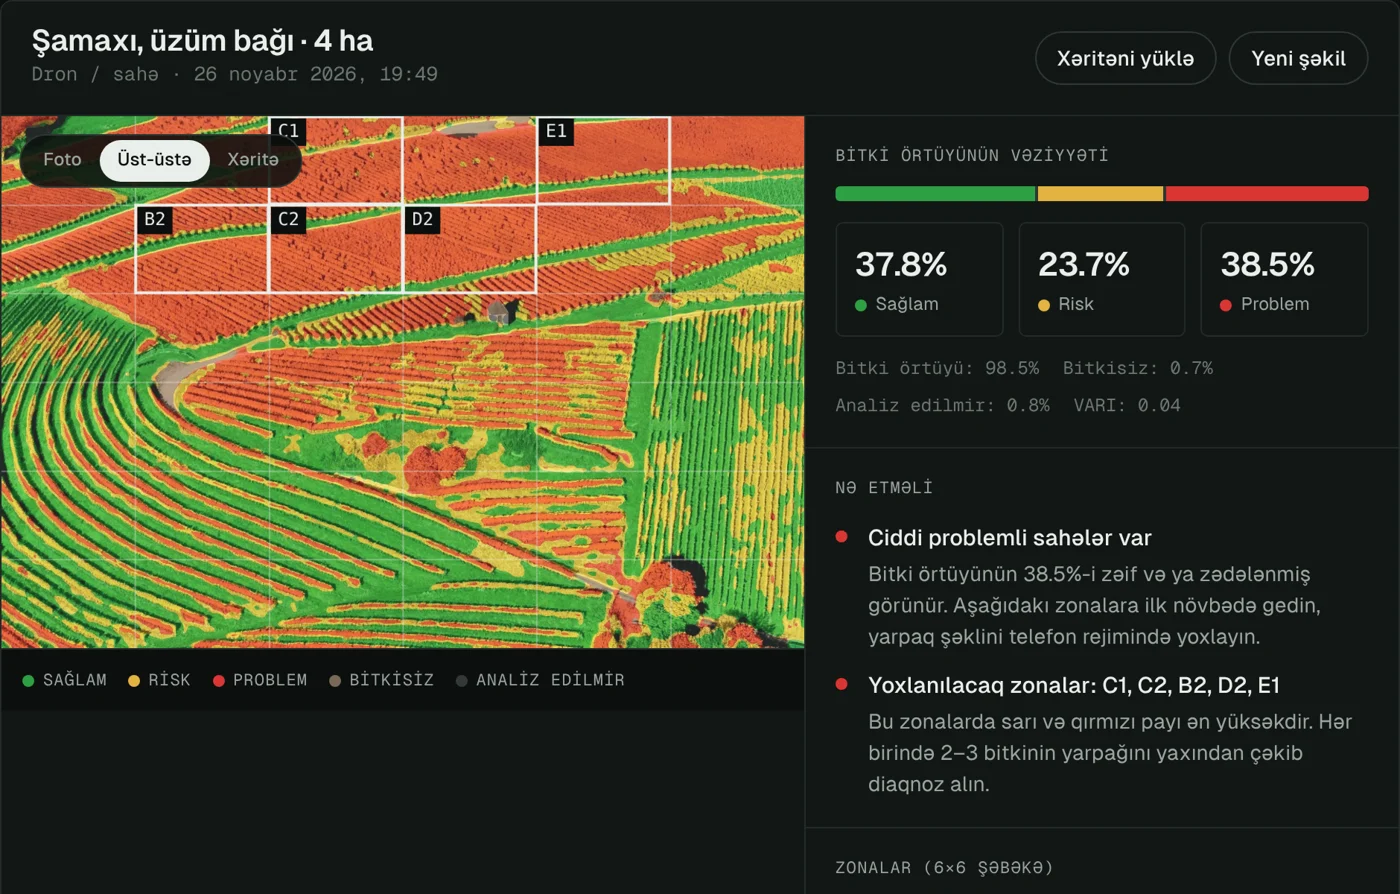 Şamaxı, üzüm bağı · 4 ha
Dron / sahə · 26 noyabr 2026, 19:49
Xəritəni yüklə
Yeni şəkil
Foto
Üst-üstə
Xəritə
C1
E1
B2
C2
D2
SAĞLAM
RİSK
PROBLEM
BİTKİSİZ
ANALİZ EDİLMİR
BİTKİ ÖRTÜYÜNÜN VƏZİYYƏTİ
37.8%
Sağlam
23.7%
Risk
38.5%
Problem
Bitki örtüyü: 98.5% Bitkisiz: 0.7%
Analiz edilmir: 0.8% VARI: 0.04
NƏ ETMƏLİ
Ciddi problemli sahələr var
Bitki örtüyünün 38.5%-i zəif və ya zədələnmiş
görünür. Aşağıdakı zonalara ilk növbədə gedin,
yarpaq şəklini telefon rejimində yoxlayın.
Yoxlanılacaq zonalar: C1, C2, B2, D2, E1
Bu zonalarda sarı və qırmızı payı ən yüksəkdir. Hər
birində 2–3 bitkinin yarpağını yaxından çəkib
diaqnoz alın.
ZONALAR (6×6 ŞƏBƏKƏ)